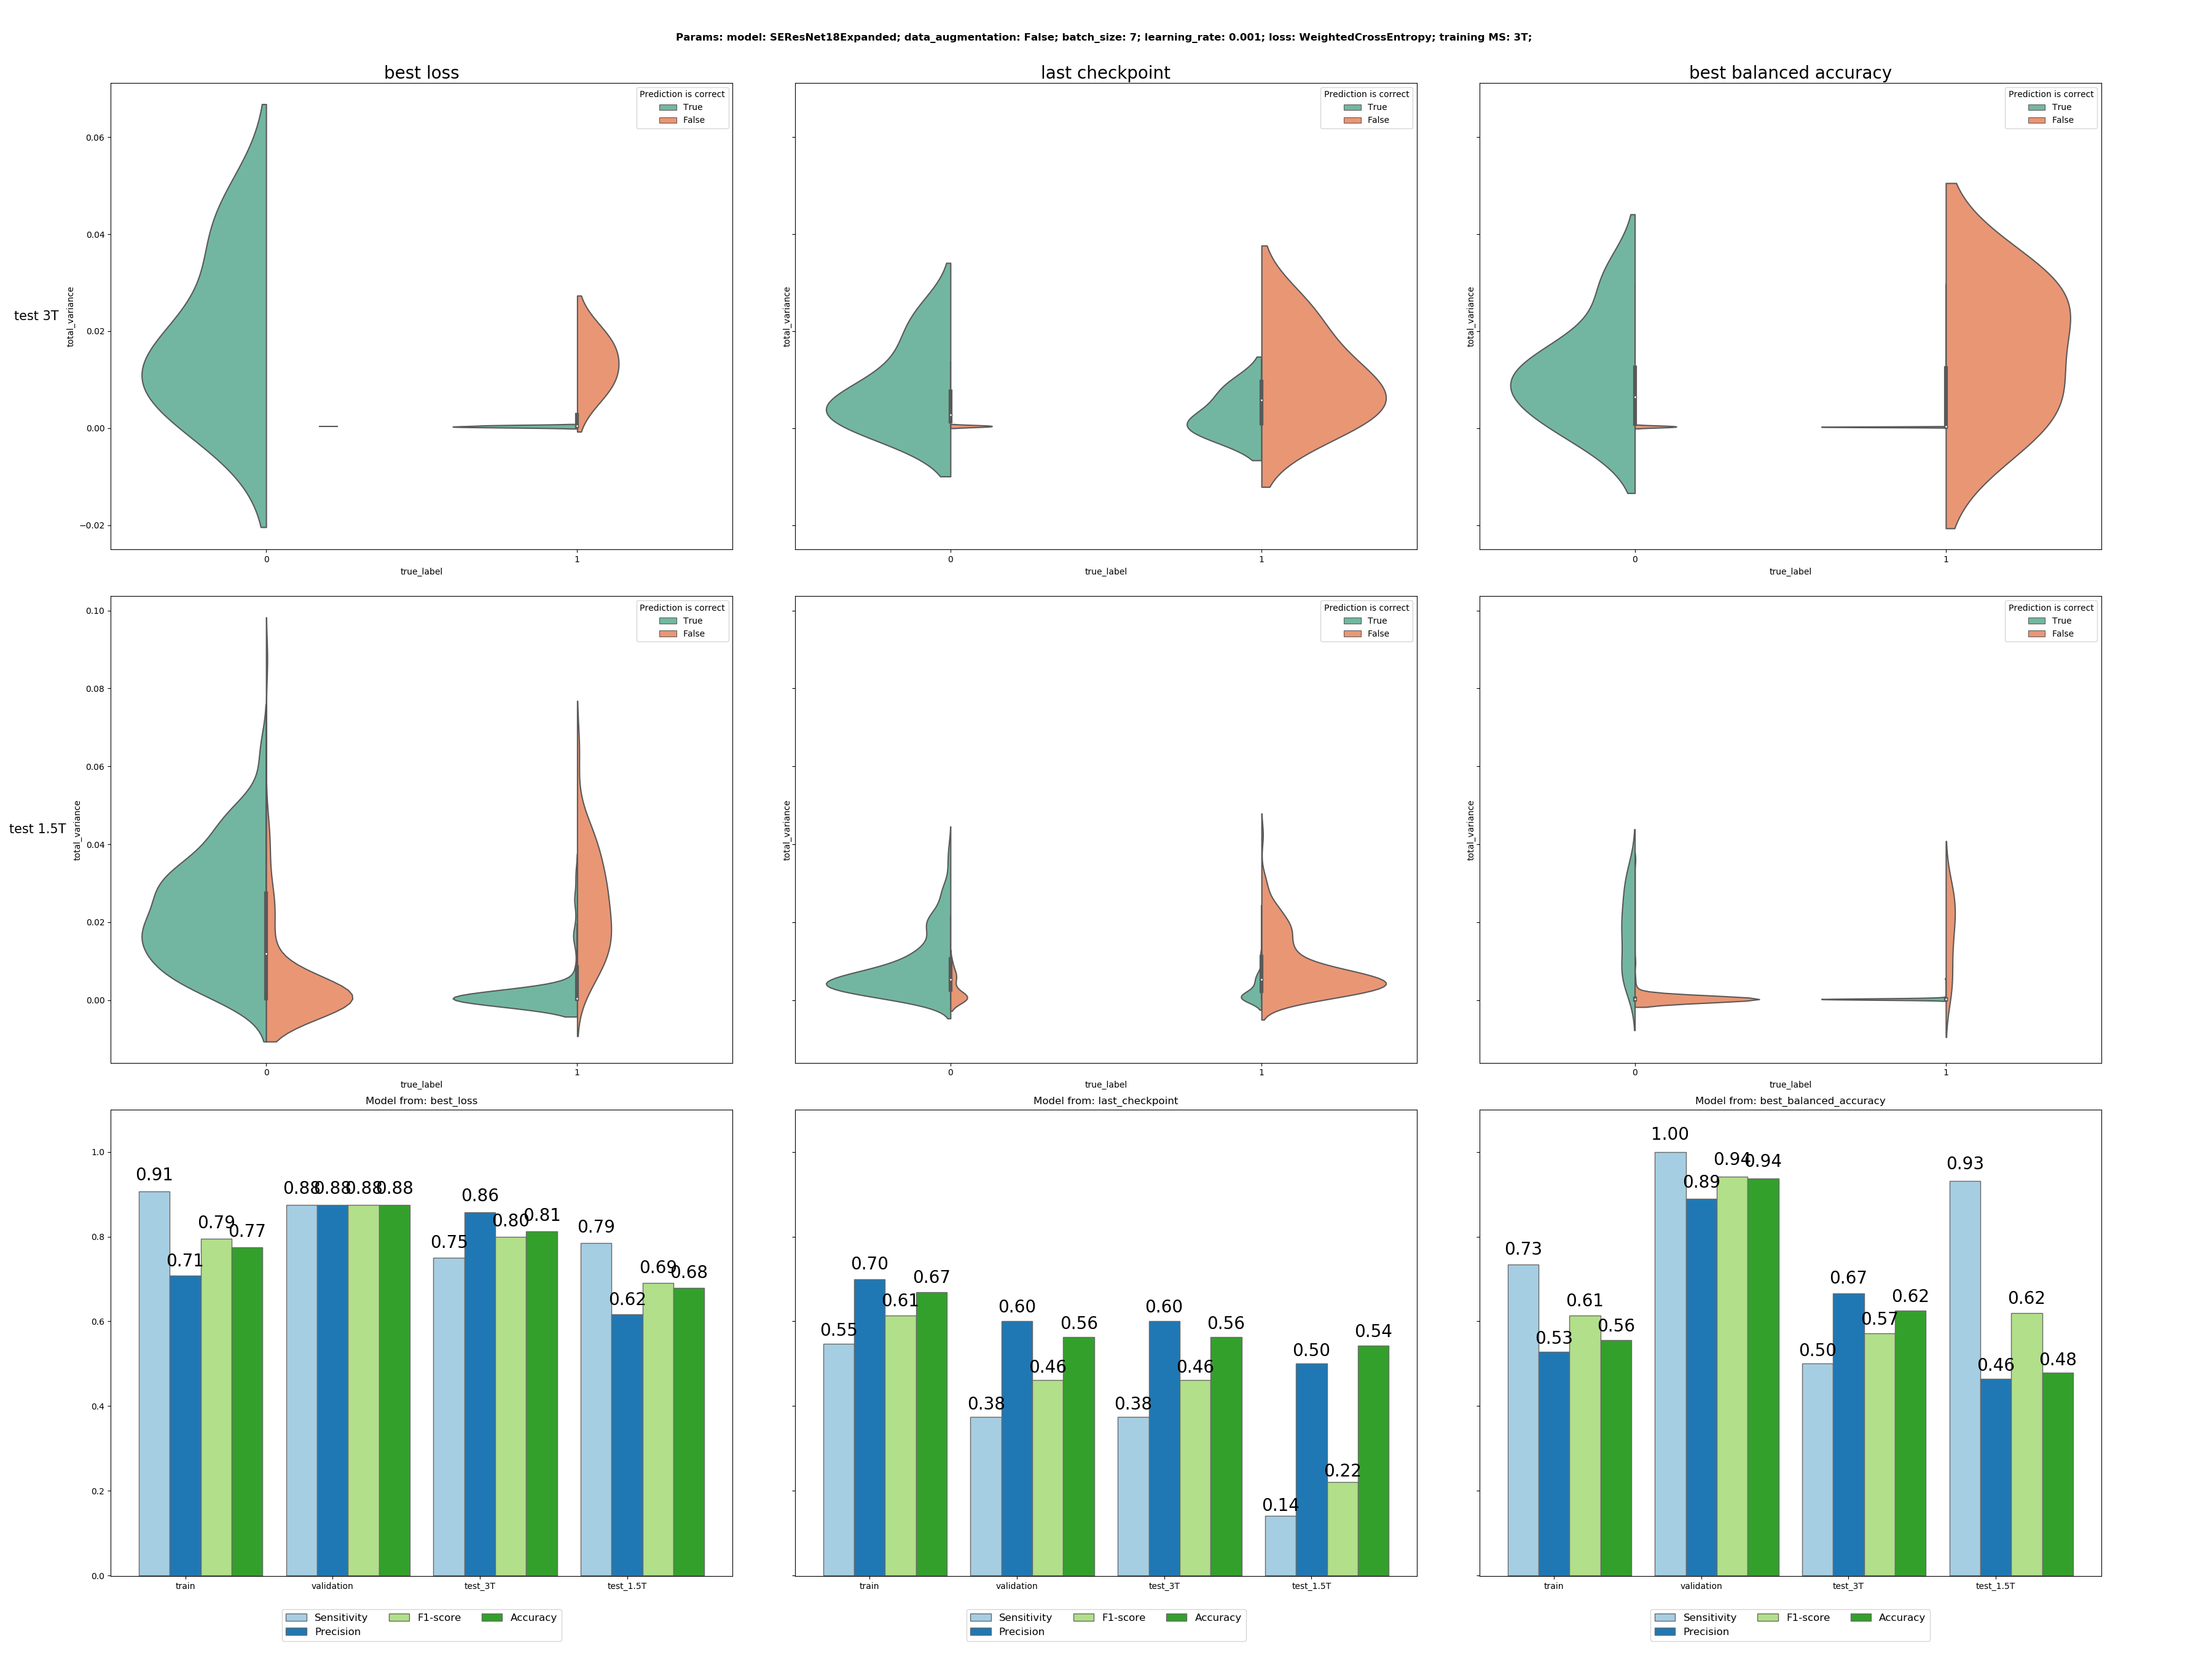 Params: model: SEResNet18Expanded; data_augmentation: False; batch_size: 7; learning_rate: 0.001; loss: WeightedCrossEntropy; training MS: 3T;
best loss
last checkpoint
best balanced accuracy
test 3T
total_variance
0.06
0.04
0.02
0.00
−0.02
Prediction is correct
True
False
0
1
true_label
total_variance
Prediction is correct
True
False
0
1
true_label
total_variance
Prediction is correct
True
False
0
1
true_label
test 1.5T
total_variance
0.10
0.08
0.06
0.04
0.02
0.00
Prediction is correct
True
False
0
1
true_label
total_variance
Prediction is correct
True
False
0
1
true_label
total_variance
Prediction is correct
True
False
0
1
true_label
Model from: best_loss
1.0
0.8
0.6
0.4
0.2
0.0
0.91
0.71
0.79
0.77
0.88
0.88
0.88
0.88
0.75
0.86
0.80
0.81
0.79
0.62
0.69
0.68
train
validation
test_3T
test_1.5T
Sensitivity
Precision
F1-score
Accuracy
Model from: last_checkpoint
0.55
0.70
0.61
0.67
0.38
0.60
0.46
0.56
0.38
0.60
0.46
0.56
0.14
0.50
0.22
0.54
train
validation
test_3T
test_1.5T
Sensitivity
Precision
F1-score
Accuracy
Model from: best_balanced_accuracy
0.73
0.53
0.61
0.56
1.00
0.89
0.94
0.94
0.50
0.67
0.57
0.62
0.93
0.46
0.62
0.48
train
validation
test_3T
test_1.5T
Sensitivity
Precision
F1-score
Accuracy